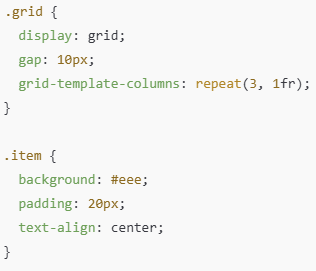 .grid {
  display: grid;
  gap: 10px;
  grid-template-columns: repeat(3, 1fr);
}

.item {
  background: #eee;
  padding: 20px;
  text-align: center;
}